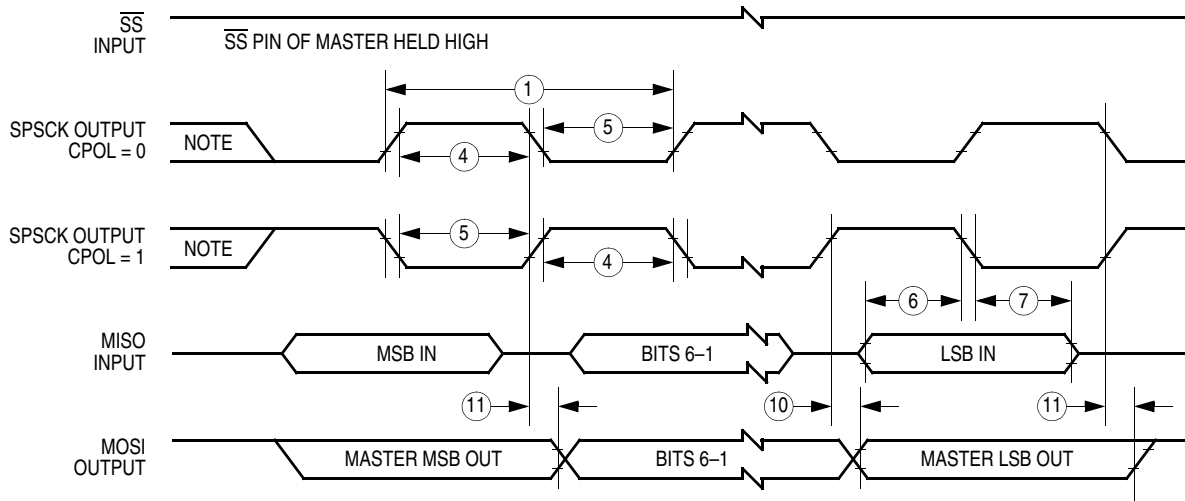 S̅S̅
INPUT
S̅S̅ PIN OF MASTER HELD HIGH
1
SPSCK OUTPUT
CPOL = 0
NOTE
5
4
SPSCK OUTPUT
CPOL = 1
NOTE
5
4
6
7
MISO
INPUT
MSB IN
BITS 6–1
LSB IN
11
10
11
MOSI
OUTPUT
MASTER MSB OUT
BITS 6–1
MASTER LSB OUT